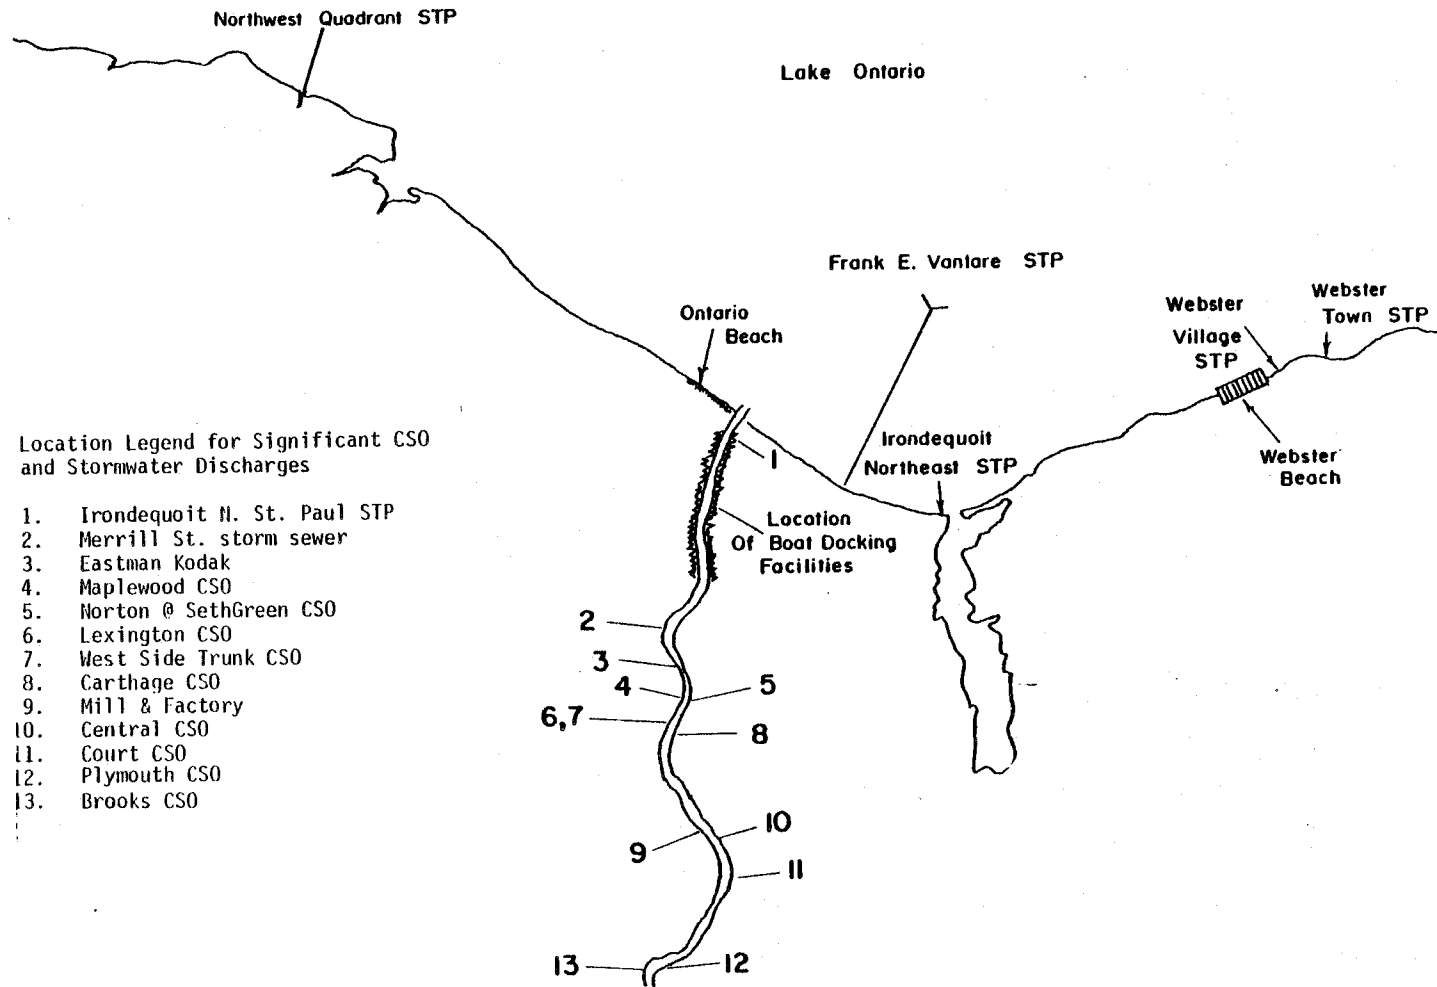 Northwest Quadrant STP
Lake Ontario
Frank E. Vanlare STP
Ontario
Beach
Webster
Village
STP
Webster
Town STP
Irondequoit
Northeast STP
Webster
Beach
1
Location
Of Boat Docking
Facilities
Location Legend for Significant CSO
and Stormwater Discharges
1. Irondequoit N. St. Paul STP
2. Merrill St. storm sewer
3. Eastman Kodak
4. Maplewood CSO
5. Norton @ SethGreen CSO
6. Lexington CSO
7. West Side Trunk CSO
8. Carthage CSO
9. Mill & Factory
10. Central CSO
11. Court CSO
12. Plymouth CSO
13. Brooks CSO
2
3
4
5
6,7
8
10
9
11
13
12